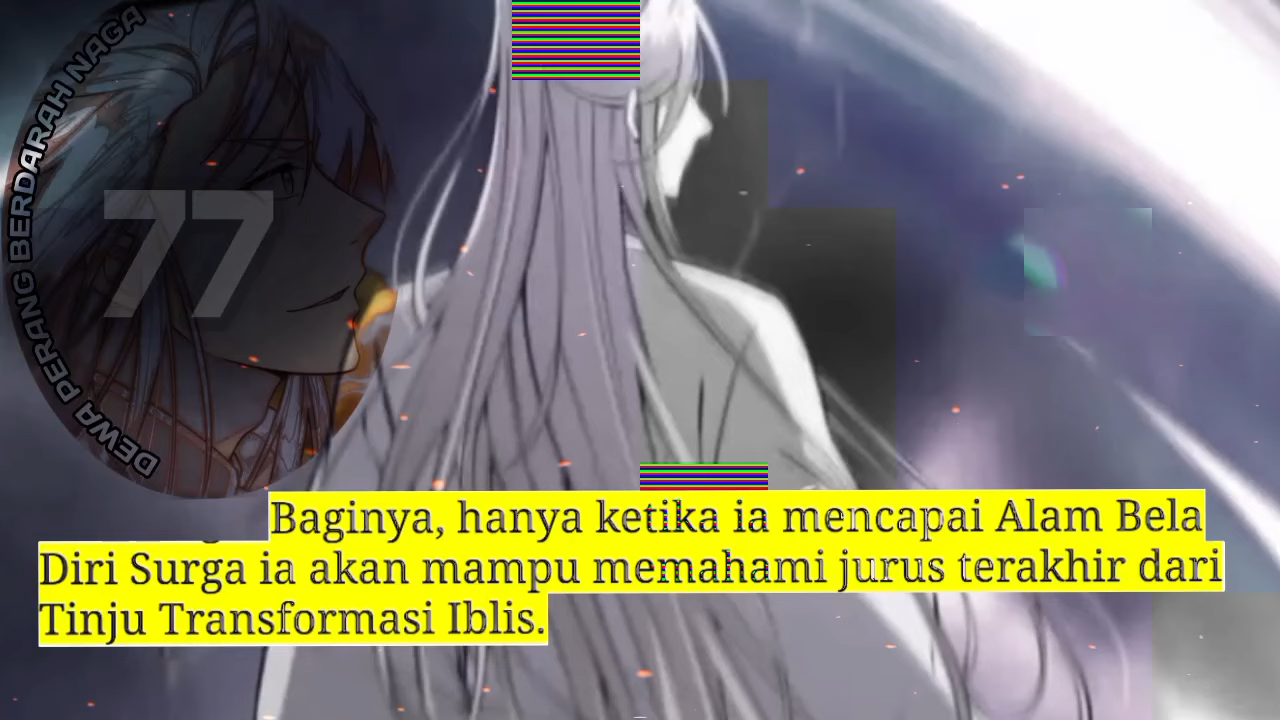 DEWA PERANG BERDARAH NAGA
77
Baginya, hanya ketika ia mencapai Alam Bela
Diri Surga ia akan mampu memahami jurus terakhir dari
Tinju Transformasi Iblis.